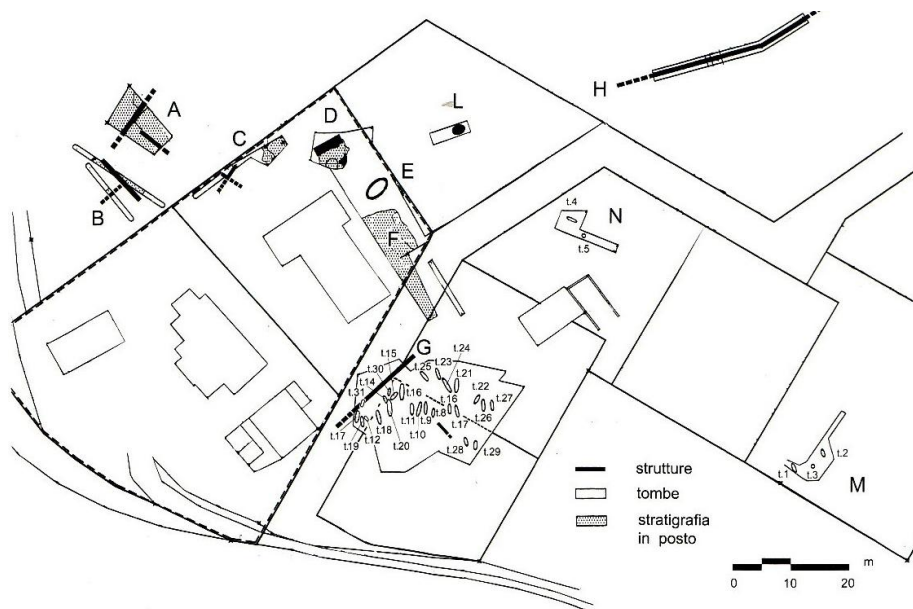 A
B
C
D
E
F
L
H
N
t.4
t.5
G
t.24
t.15
t.23
t.30
t.25
t.21
t.14
t.22
t.31
t.16
t.16
t.27
t.11
t.9
t.8
t.26
t.17
t.18
t.10
t.17
t.12
t.20
t.19
t.28
t.29
t.2
t.1
t.3
M
strutture
tombe
stratigrafia
in posto
m
0 10 20